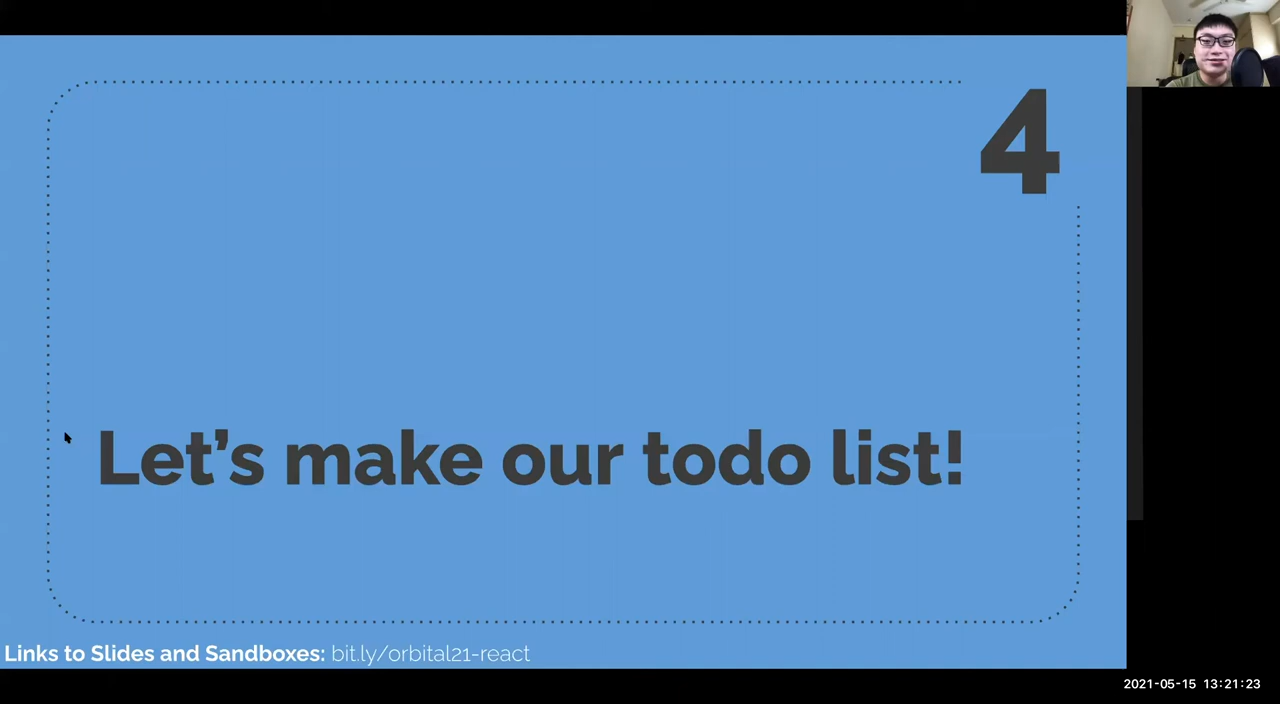 4
Let's make our todo list!
Links to Slides and Sandboxes: bit.ly/orbital21-react
2021-05-15 13:21:23